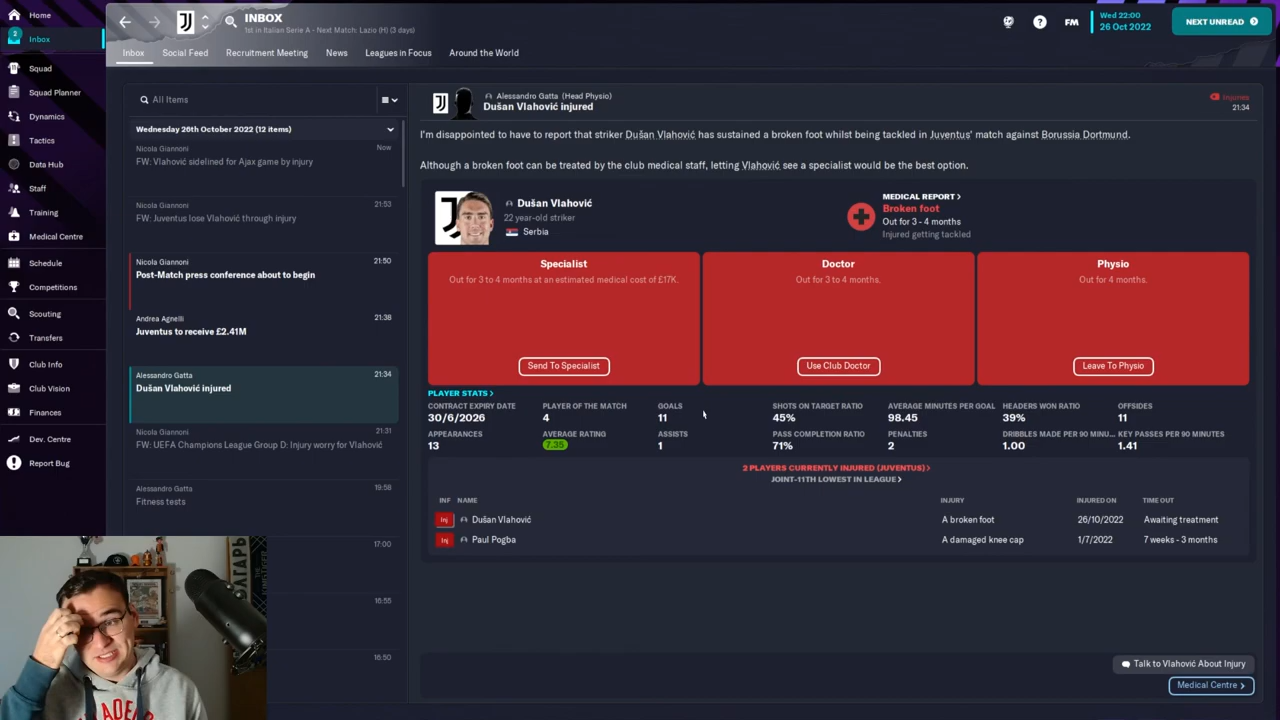 Home
2
Inbox
Squad
Squad Planner
Dynamics
Tactics
Data Hub
Staff
Training
Medical Centre
Schedule
Competitions
Scouting
Transfers
Club Info
Club Vision
Finances
Dev. Centre
Report Bug
INBOX
1st in Italian Serie A - Next Match: Lazio (H) (3 days)
?
FM
Wed 22:00
26 Oct 2022
NEXT UNREAD
Inbox Social Feed Recruitment Meeting News Leagues in Focus Around the World
All Items
Wednesday 26th October 2022 (12 items)
Nicola Giannoni Now
FW: Vlahović sidelined for Ajax game by injury
Nicola Giannoni 21:53
FW: Juventus lose Vlahović through injury
Nicola Giannoni 21:50
Post-Match press conference about to begin
Andrea Agnelli 21:38
Juventus to receive £2.41M
Alessandro Gatta 21:34
Dušan Vlahović injured
Nicola Giannoni 21:31
FW: UEFA Champions League Group D: Injury worry for Vlahović
Alessandro Gatta 19:58
Fitness tests
17:00
16:55
16:50
Alessandro Gatta (Head Physio)
Dušan Vlahović injured
Injuries
21:34
I'm disappointed to have to report that striker Dušan Vlahović has sustained a broken foot whilst being tackled in Juventus' match against Borussia Dortmund.
Although a broken foot can be treated by the club medical staff, letting Vlahović see a specialist would be the best option.
Dušan Vlahović
22 year-old striker
Serbia
MEDICAL REPORT >
Broken foot
Out for 3 - 4 months
Injured getting tackled
Specialist
Out for 3 to 4 months at an estimated medical cost of £17K.
Send To Specialist
Doctor
Out for 3 to 4 months.
Use Club Doctor
Physio
Out for 4 months.
Leave To Physio
PLAYER STATS >
CONTRACT EXPIRY DATE PLAYER OF THE MATCH GOALS SHOTS ON TARGET RATIO AVERAGE MINUTES PER GOAL HEADERS WON RATIO OFFSIDES
30/6/2026 4 11 45% 98.45 39% 11
APPEARANCES AVERAGE RATING ASSISTS PASS COMPLETION RATIO PENALTIES DRIBBLES MADE PER 90 MINU... KEY PASSES PER 90 MINUTES
13 7.35 1 71% 2 1.00 1.41
2 PLAYERS CURRENTLY INJURED (JUVENTUS) >
JOINT-11TH LOWEST IN LEAGUE >
INF NAME INJURY INJURED ON TIME OUT
Inj Dušan Vlahović A broken foot 26/10/2022 Awaiting treatment
Inj Paul Pogba A damaged knee cap 1/7/2022 7 weeks - 3 months
Talk to Vlahović About Injury
Medical Centre >